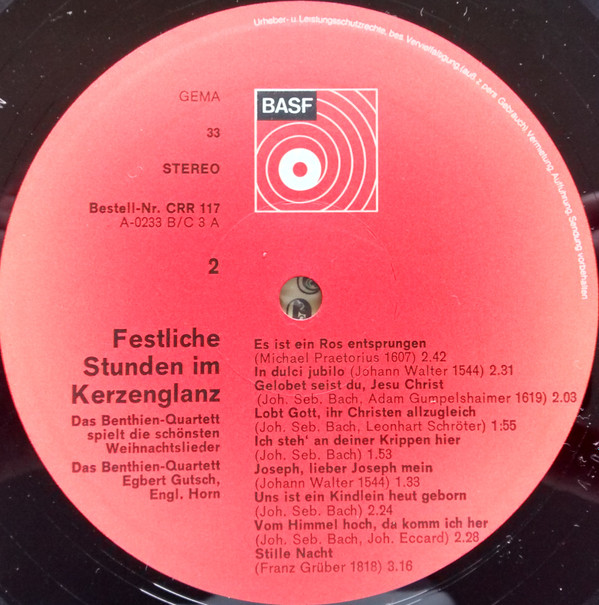 Urheber- u. Leistungsschutzrechte, bes. Vervielfältigung (auß. z. pers. Gebrauch), Vermietung, Aufführung, Sendung vorbehalten
GEMA
BASF
33
STEREO
Bestell-Nr. CRR 117
A-0233 B/C 3 A
2
Festliche
Stunden im
Kerzenglanz
Das Benthien-Quartett
spielt die schönsten
Weihnachtslieder
Das Benthien-Quartett
Egbert Gutsch,
Engl. Horn
Es ist ein Ros entsprungen
(Michael Praetorius 1607) 2.42
In dulci jubilo (Johann Walter 1544) 2.31
Gelobet seist du, Jesu Christ
(Joh. Seb. Bach, Adam Gumpelshaimer 1619) 2.03
Lobt Gott, ihr Christen allzugleich
(Joh. Seb. Bach, Leonhart Schröter) 1:55
Ich steh' an deiner Krippen hier
(Joh. Seb. Bach) 1.53
Joseph, lieber Joseph mein
(Johann Walter 1544) 1.33
Uns ist ein Kindlein heut geborn
(Joh. Seb. Bach) 2.24
Vom Himmel hoch, da komm ich her
(Joh. Seb. Bach, Joh. Eccard) 2.28
Stille Nacht
(Franz Grüber 1818) 3.16